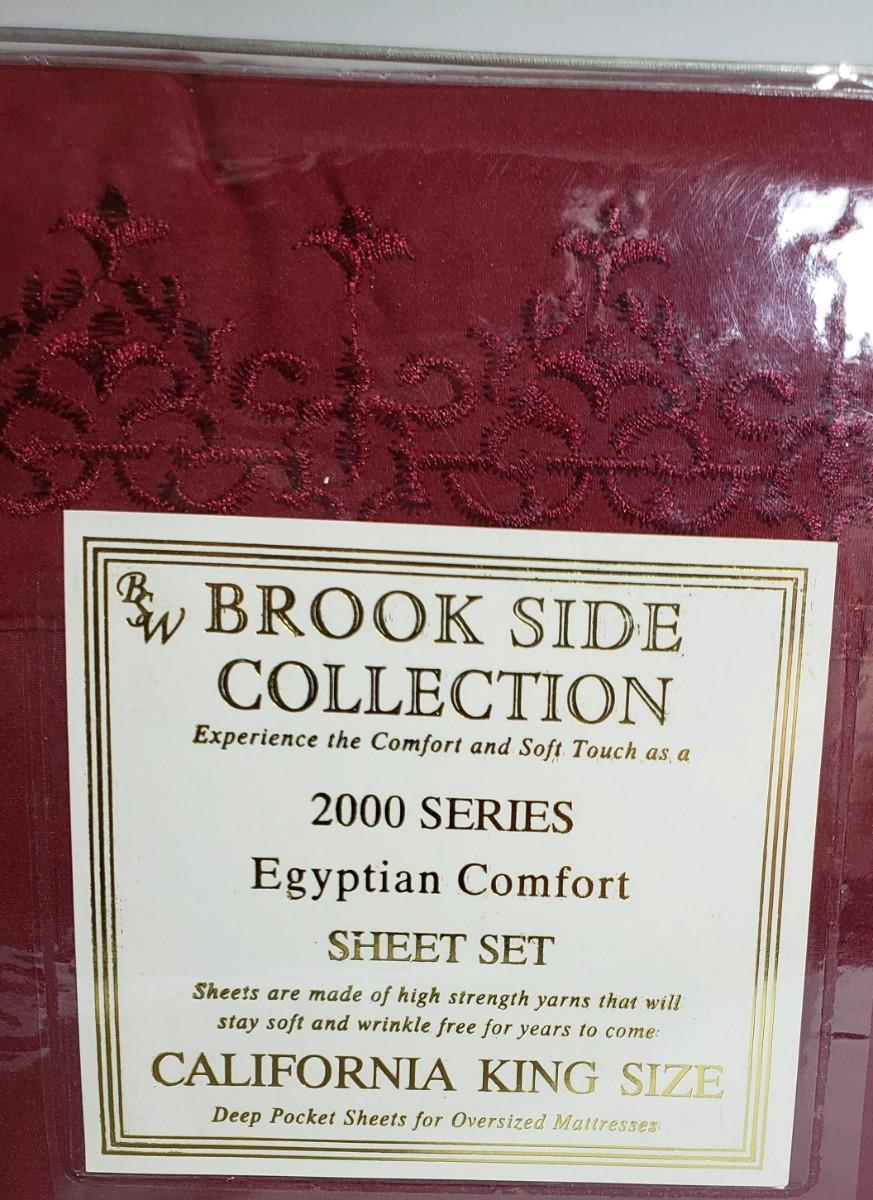 BSW BROOK SIDE
COLLECTION
Experience the Comfort and Soft Touch as a
2000 SERIES
Egyptian Comfort
SHEET SET
Sheets are made of high strength yarns that will
stay soft and wrinkle free for years to come:
CALIFORNIA KING SIZE
Deep Pocket Sheets for Oversized Mattresses